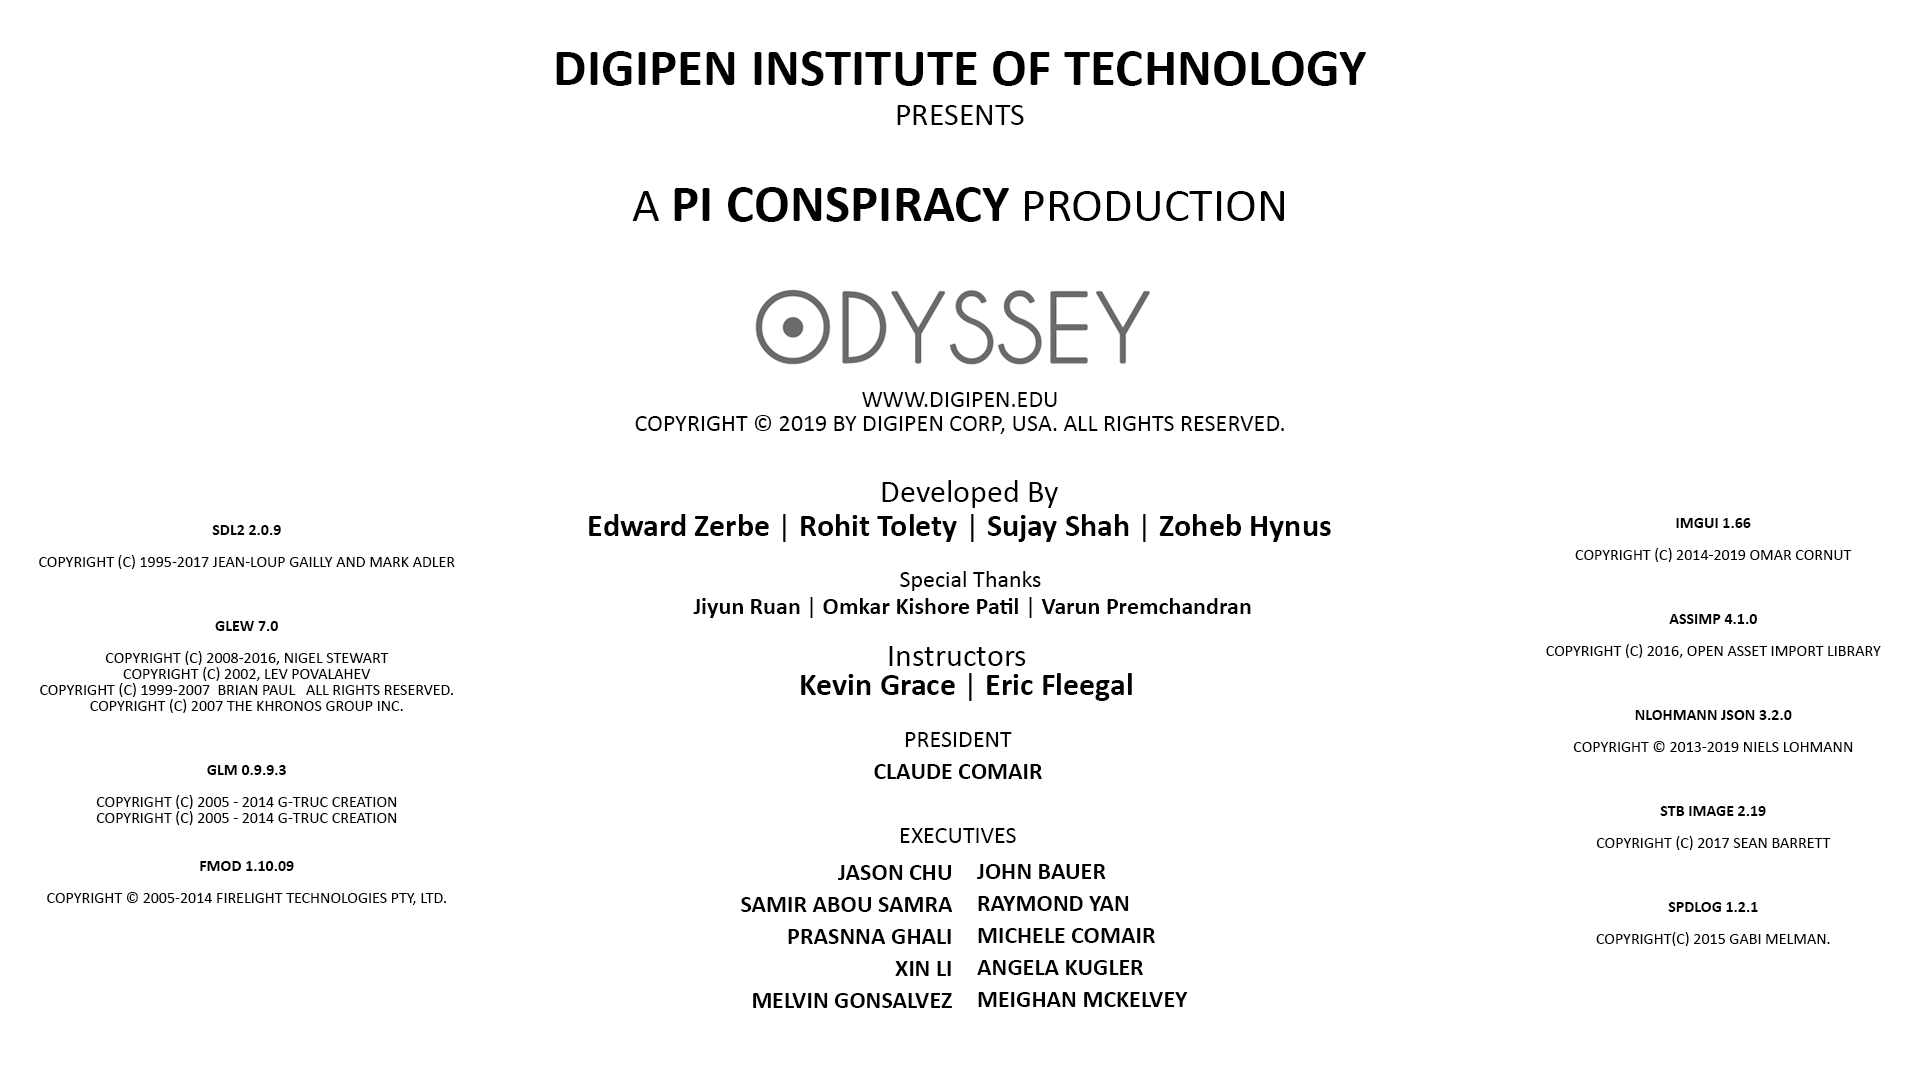 DIGIPEN INSTITUTE OF TECHNOLOGY
PRESENTS
A PI CONSPIRACY PRODUCTION
ODYSSEY
WWW.DIGIPEN.EDU
COPYRIGHT © 2019 BY DIGIPEN CORP, USA. ALL RIGHTS RESERVED.
Developed By
Edward Zerbe | Rohit Tolety | Sujay Shah | Zoheb Hynus
Special Thanks
Jiyun Ruan | Omkar Kishore Patil | Varun Premchandran
Instructors
Kevin Grace | Eric Fleegal
PRESIDENT
CLAUDE COMAIR
EXECUTIVES
JASON CHU JOHN BAUER
SAMIR ABOU SAMRA RAYMOND YAN
PRASNNA GHALI MICHELE COMAIR
XIN LI ANGELA KUGLER
MELVIN GONSALVEZ MEIGHAN MCKELVEY
SDL2 2.0.9
COPYRIGHT (C) 1995-2017 JEAN-LOUP GAILLY AND MARK ADLER
GLEW 7.0
COPYRIGHT (C) 2008-2016, NIGEL STEWART
COPYRIGHT (C) 2002, LEV POVALAHEV
COPYRIGHT (C) 1999-2007 BRIAN PAUL ALL RIGHTS RESERVED.
COPYRIGHT (C) 2007 THE KHRONOS GROUP INC.
GLM 0.9.9.3
COPYRIGHT (C) 2005 - 2014 G-TRUC CREATION
COPYRIGHT (C) 2005 - 2014 G-TRUC CREATION
FMOD 1.10.09
COPYRIGHT © 2005-2014 FIRELIGHT TECHNOLOGIES PTY, LTD.
IMGUI 1.66
COPYRIGHT (C) 2014-2019 OMAR CORNUT
ASSIMP 4.1.0
COPYRIGHT (C) 2016, OPEN ASSET IMPORT LIBRARY
NLOHMANN JSON 3.2.0
COPYRIGHT © 2013-2019 NIELS LOHMANN
STB IMAGE 2.19
COPYRIGHT (C) 2017 SEAN BARRETT
SPDLOG 1.2.1
COPYRIGHT(C) 2015 GABI MELMAN.